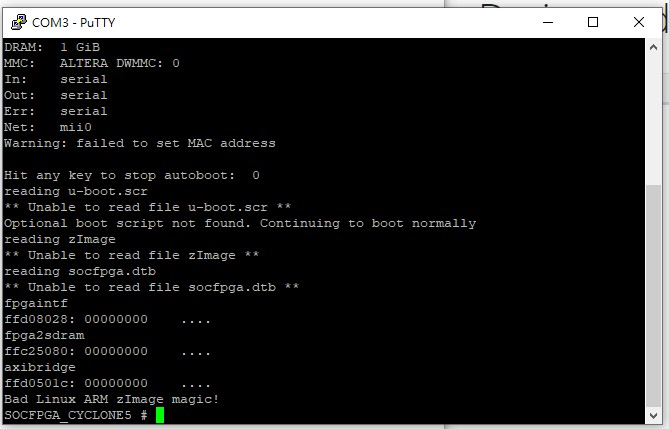 COM3 - PuTTY
DRAM:  1 GiB
MMC:   ALTERA DWMMC: 0
In:    serial
Out:   serial
Err:   serial
Net:   mii0
Warning: failed to set MAC address
Hit any key to stop autoboot:  0
reading u-boot.scr
** Unable to read file u-boot.scr **
Optional boot script not found. Continuing to boot normally
reading zImage
** Unable to read file zImage **
reading socfpga.dtb
** Unable to read file socfpga.dtb **
fpgaintf
ffd08028: 00000000    ....
fpga2sdram
ffc25080: 00000000    ....
axibridge
ffd0501c: 00000000    ....
Bad Linux ARM zImage magic!
SOCFPGA_CYCLONE5 #